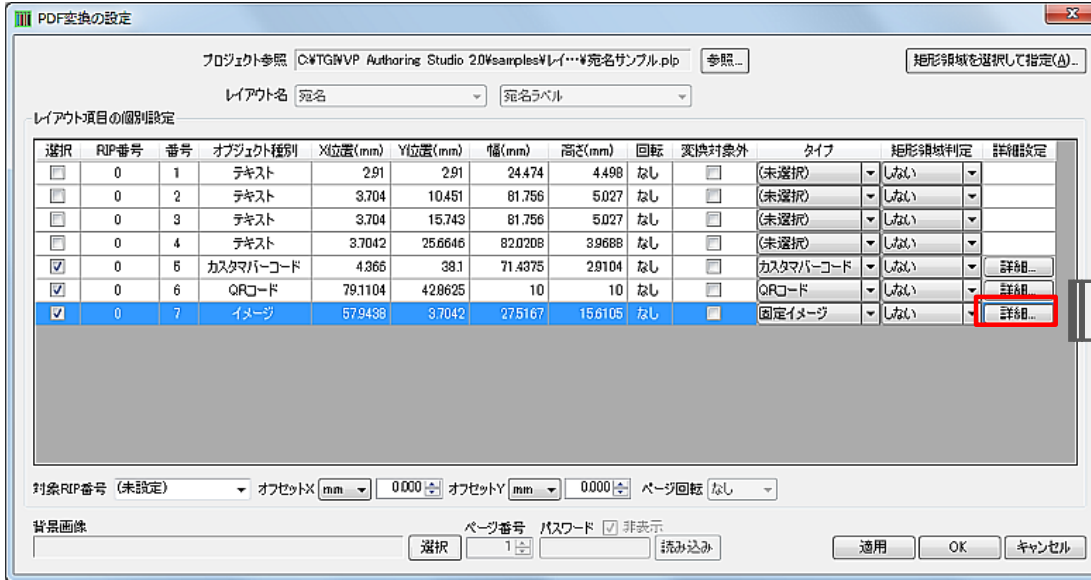 PDF変換の設定
プロジェクト参照 C:¥TGI¥VP Authoring Studio 2.0¥samples¥レイ…¥宛名サンプル.plp 参照... 矩形領域を選択して指定(A)...
レイアウト名 宛名 宛名ラベル
レイアウト項目の個別設定
選択 RIP番号 番号 オブジェクト種別 X位置(mm) Y位置(mm) 幅(mm) 高さ(mm) 回転 変換対象外 タイプ 矩形領域判定 詳細設定
0 1 テキスト 2.91 2.91 24.474 4.498 なし (未選択) しない
0 2 テキスト 3.704 10.451 81.756 5.027 なし (未選択) しない
0 3 テキスト 3.704 15.743 81.756 5.027 なし (未選択) しない
0 4 テキスト 3.7042 25.6646 82.0208 3.9688 なし (未選択) しない
0 5 カスタマバーコード 4.365 38.1 71.4375 2.9104 なし カスタマバーコード しない 詳細...
0 6 QRコード 79.1104 42.8625 10 10 なし QRコード しない 詳細...
0 7 イメージ 57.9438 3.7042 27.5167 15.6105 なし 固定イメージ しない 詳細...
対象RIP番号 (未設定) オフセットX mm 0.000 オフセットY mm 0.000 ページ回転 なし
背景画像 ページ番号 パスワード 非表示
選択 1 読み込み 適用 OK キャンセル